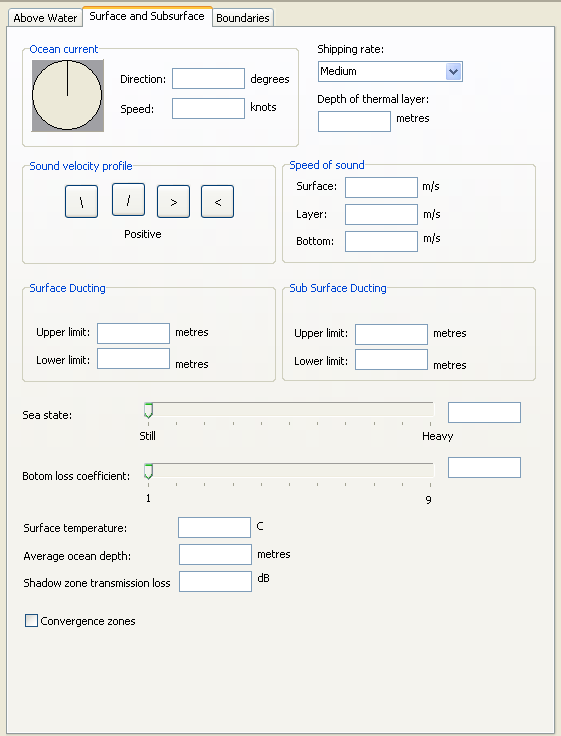 Above Water Surface and Subsurface Boundaries
Ocean current
Direction: degrees
Speed: knots
Shipping rate:
Medium
Depth of thermal layer:
metres
Sound velocity profile
\ / > <
Positive
Speed of sound
Surface: m/s
Layer: m/s
Bottom: m/s
Surface Ducting
Upper limit: metres
Lower limit: metres
Sub Surface Ducting
Upper limit: metres
Lower limit: metres
Sea state:
Still Heavy
Botom loss coefficient:
1 9
Surface temperature: C
Average ocean depth: metres
Shadow zone transmission loss dB
Convergence zones